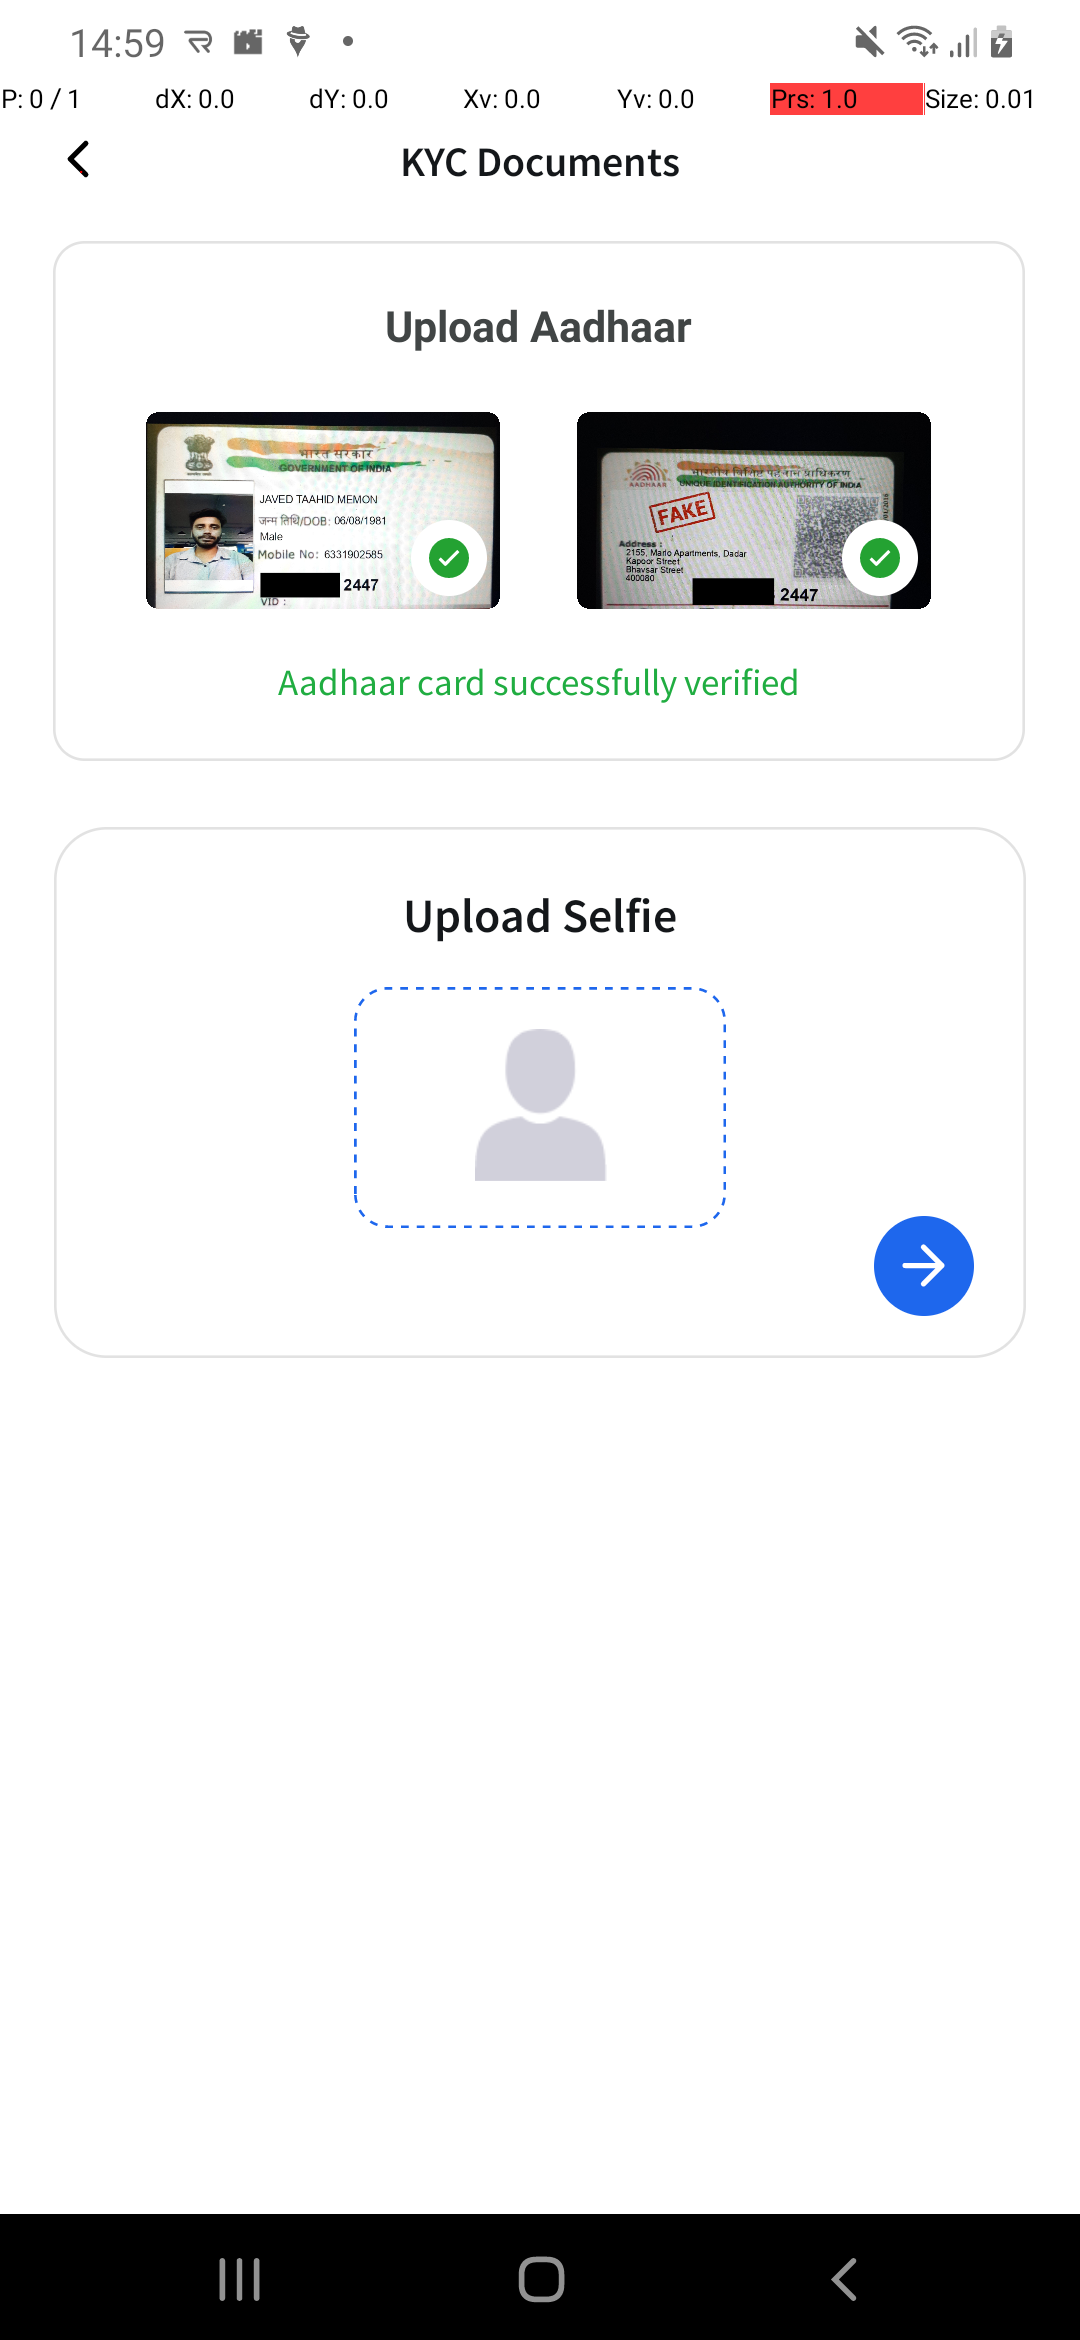 14:59
P: 0 / 1 dX: 0.0 dY: 0.0 Xv: 0.0 Yv: 0.0 Prs: 1.0 Size: 0.01
KYC Documents
Upload Aadhaar
भारत सरकार
GOVERNMENT OF INDIA
JAVED TAAHID MEMON
जन्म तिथि/DOB: 06/08/1981
Male
Mobile No: 6331902585
2447
VID :
भारतीय विशिष्ट पहचान प्राधिकरण
AADHAAR
UNIQUE IDENTIFICATION AUTHORITY OF INDIA
FAKE
Address :
2155, Marlo Apartments, Dadar
Kapoor Street
Bhavsar Street
400080
2447
Aadhaar card successfully verified
Upload Selfie